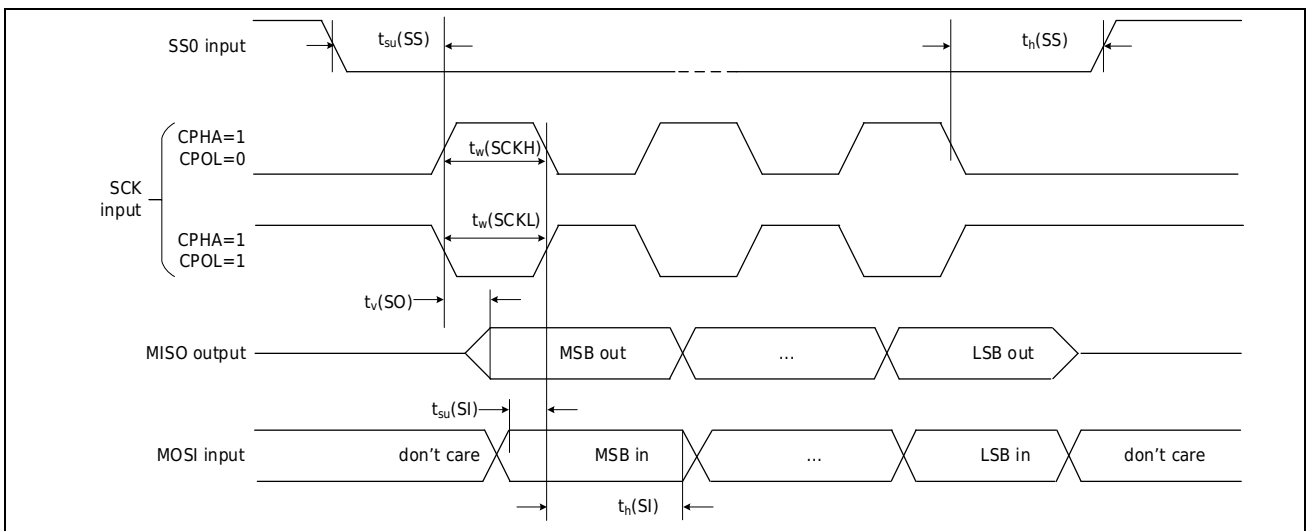 SS0 input
tsu(SS)
th(SS)
CPHA=1
CPOL=0
tw(SCKH)
SCK
input
tw(SCKL)
CPHA=1
CPOL=1
tv(SO)
MISO output
MSB out
...
LSB out
tsu(SI)
MOSI input
don't care
MSB in
...
LSB in
don't care
th(SI)